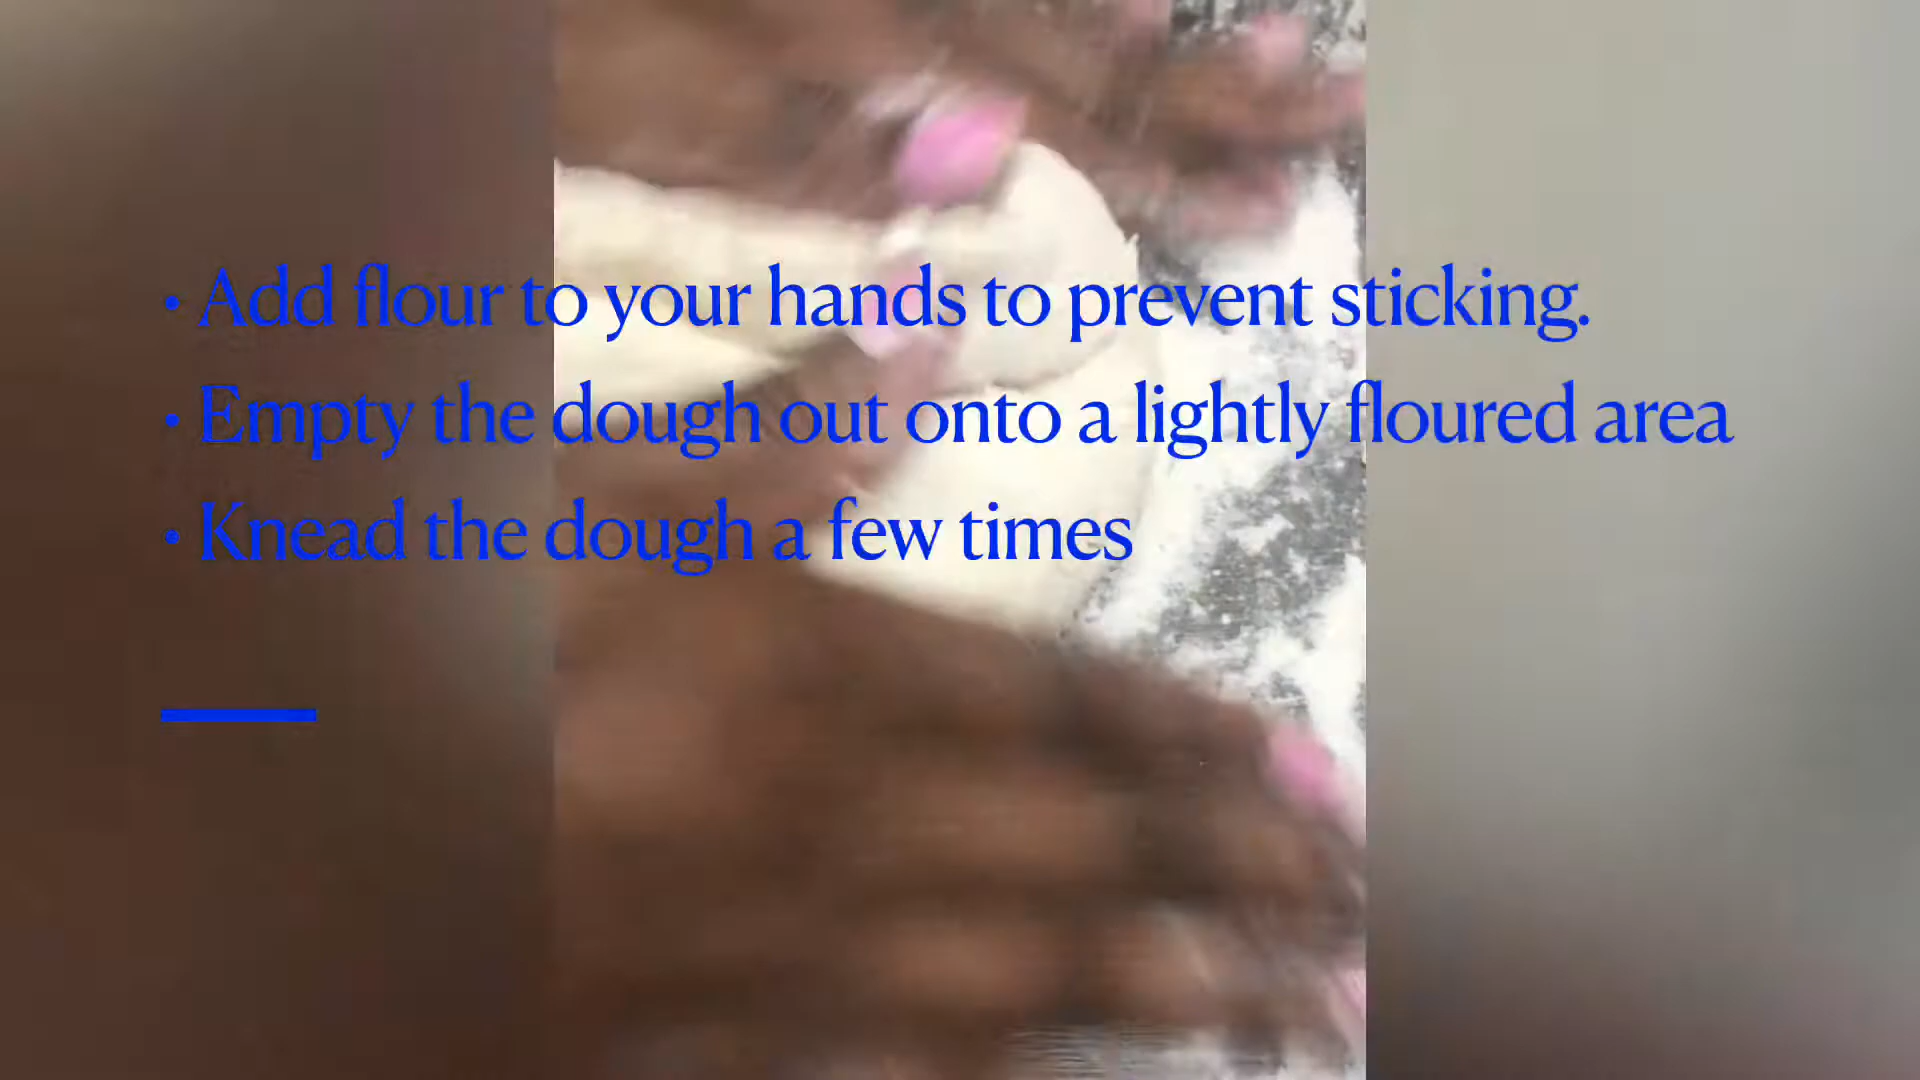 • Add flour to your hands to prevent sticking.
• Empty the dough out onto a lightly floured area
• Knead the dough a few times